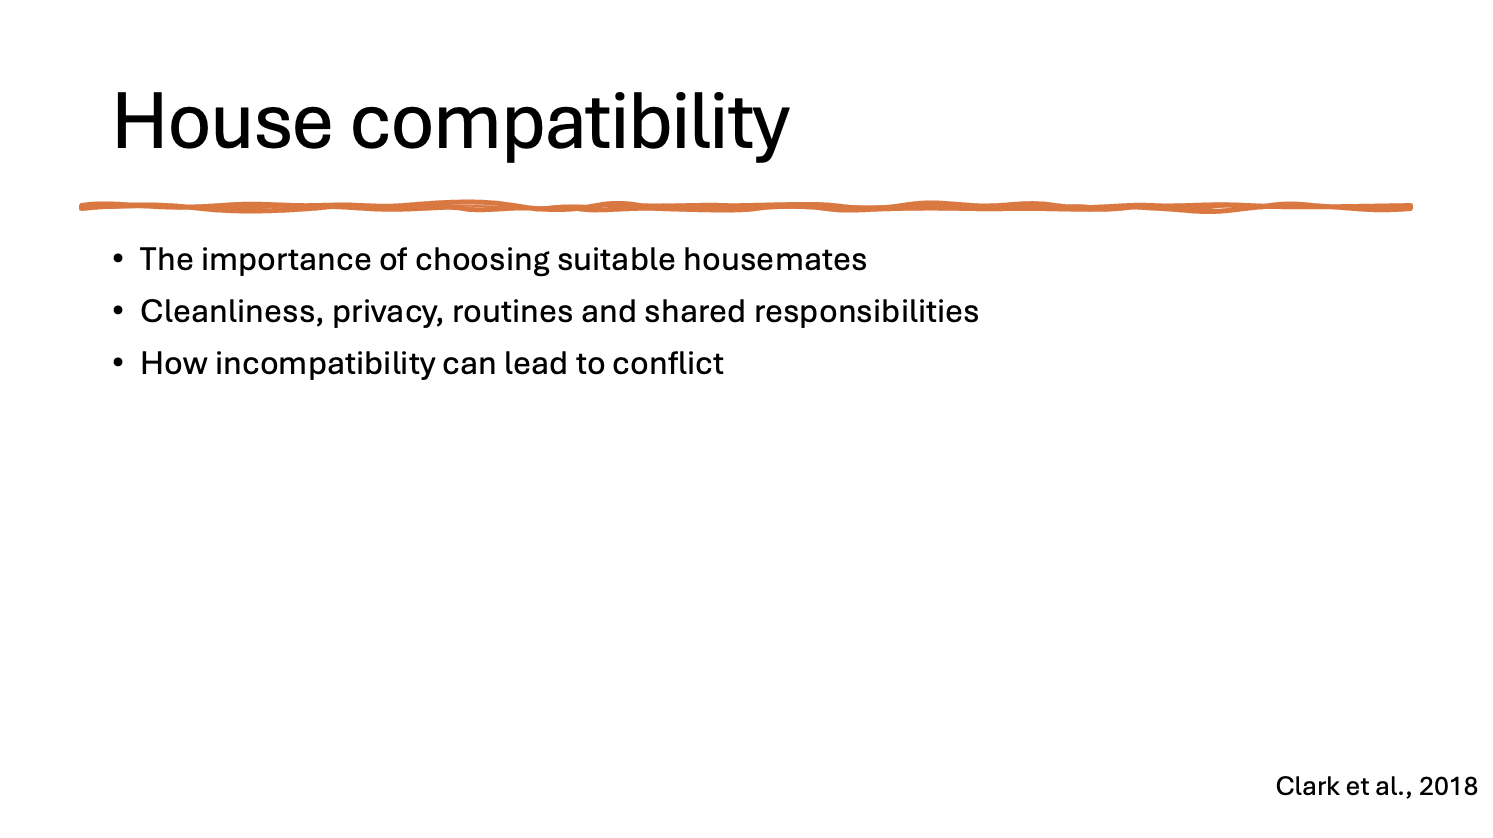 House compatibility
• The importance of choosing suitable housemates
• Cleanliness, privacy, routines and shared responsibilities
• How incompatibility can lead to conflict
Clark et al., 2018